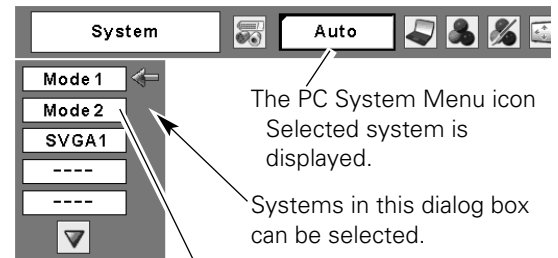 System
Auto
Mode 1
Mode 2
SVGA1
----
----
The PC System Menu icon
Selected system is
displayed.
Systems in this dialog box
can be selected.